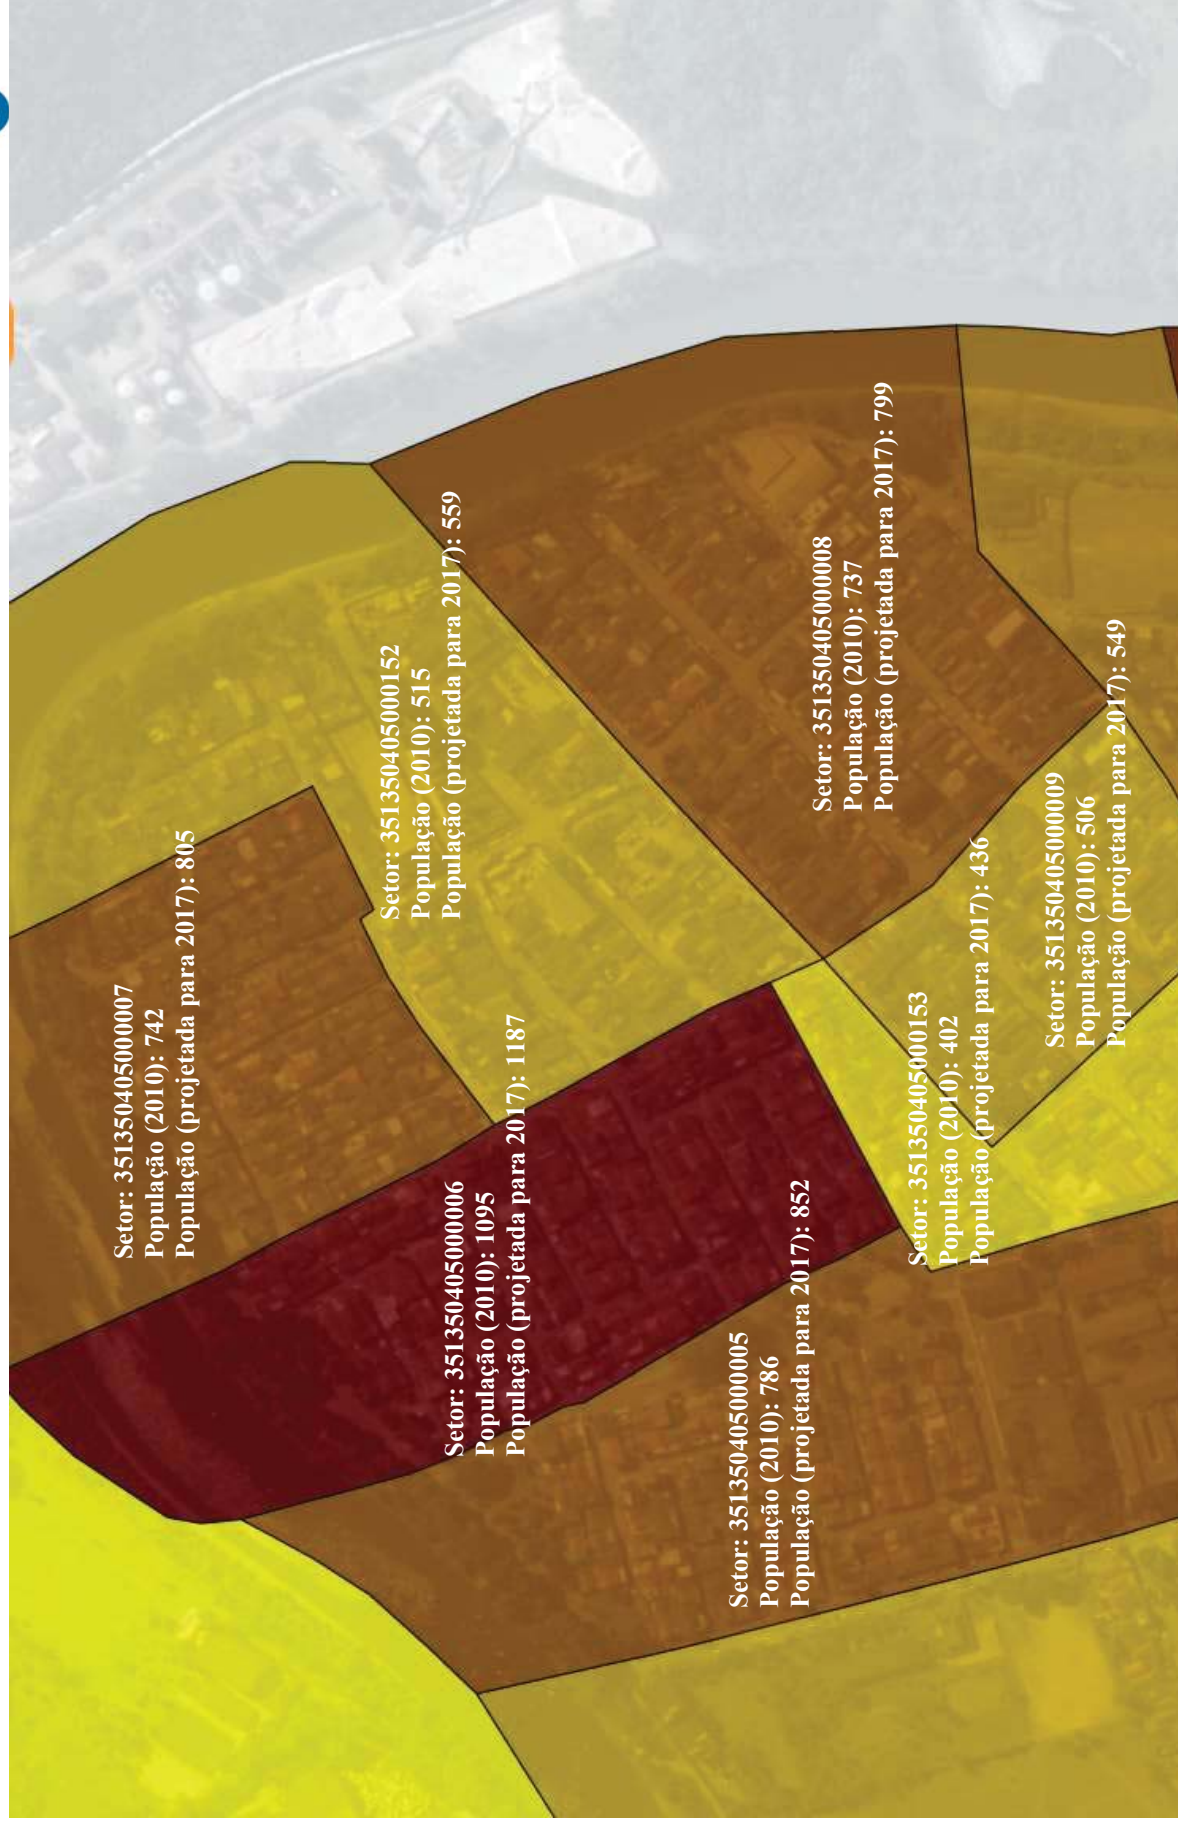 Setor: 351350405000007
População (2010): 742
População (projetada para 2017): 805
Setor: 351350405000152
População (2010): 515
População (projetada para 2017): 559
Setor: 351350405000006
População (2010): 1095
População (projetada para 2017): 1187
Setor: 351350405000005
População (2010): 786
População (projetada para 2017): 852
Setor: 351350405000008
População (2010): 737
População (projetada para 2017): 799
Setor: 351350405000153
População (2010): 402
População (projetada para 2017): 436
Setor: 351350405000009
População (2010): 506
População (projetada para 2017): 549